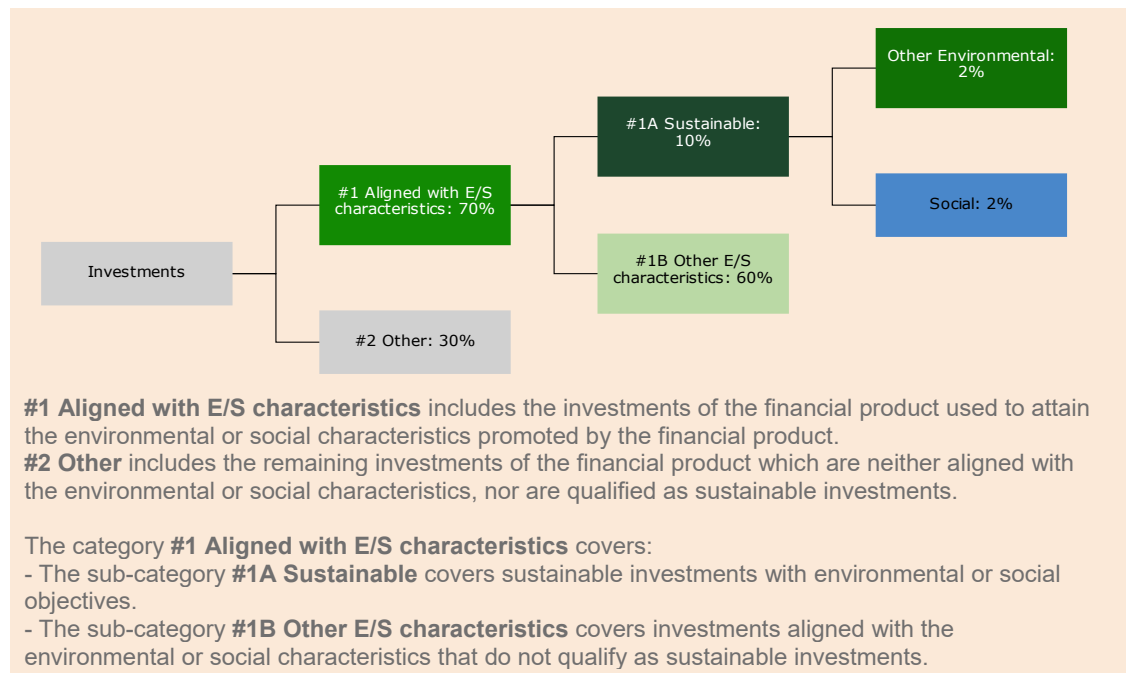 Other Environmental:
2%
#1A Sustainable:
10%
#1 Aligned with E/S
characteristics: 70%
Social: 2%
Investments
#1B Other E/S
characteristics: 60%
#2 Other: 30%
#1 Aligned with E/S characteristics includes the investments of the financial product used to attain
the environmental or social characteristics promoted by the financial product.
#2 Other includes the remaining investments of the financial product which are neither aligned with
the environmental or social characteristics, nor are qualified as sustainable investments.
The category #1 Aligned with E/S characteristics covers:
- The sub-category #1A Sustainable covers sustainable investments with environmental or social
objectives.
- The sub-category #1B Other E/S characteristics covers investments aligned with the
environmental or social characteristics that do not qualify as sustainable investments.